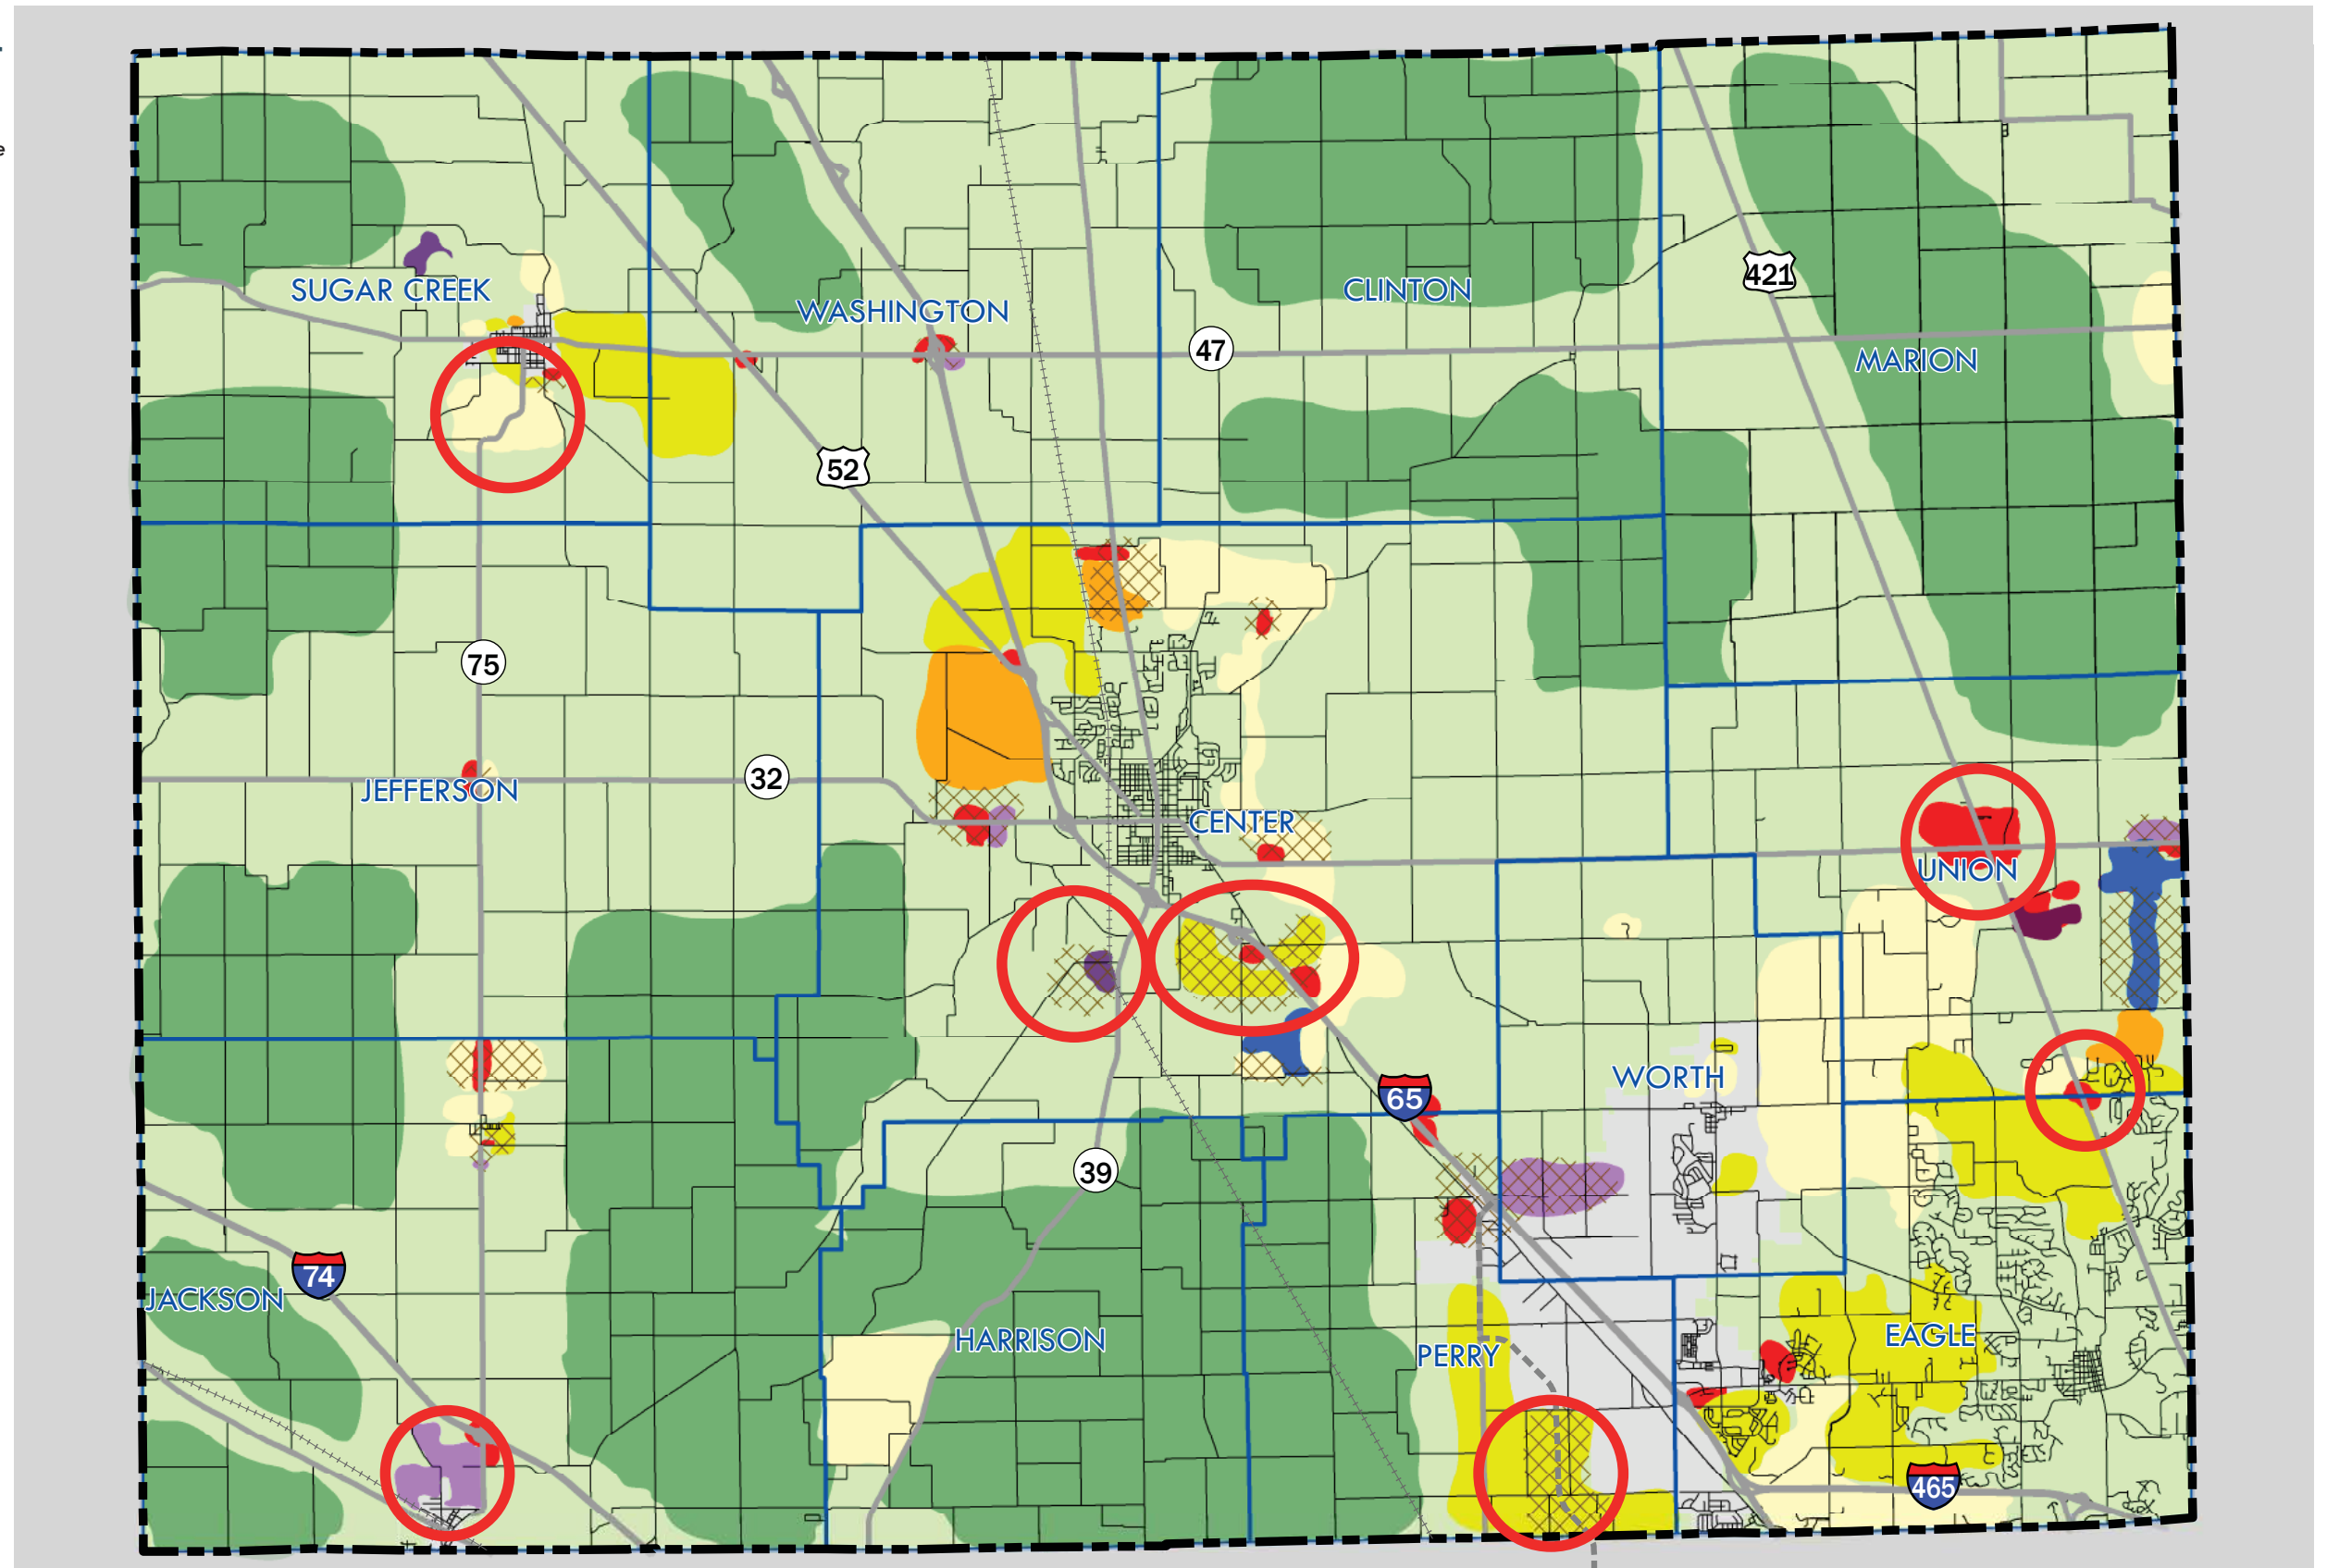 e
421
SUGAR CREEK
WASHINGTON
CLINTON
47
MARION
52
75
32
JEFFERSON
CENTER
UNION
65
WORTH
39
74
JACKSON
HARRISON
PERRY
EAGLE
465